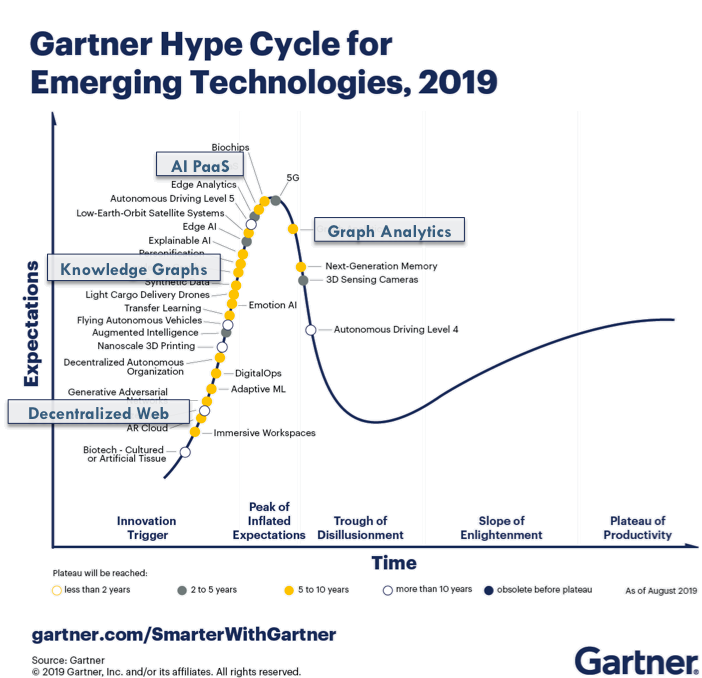 Gartner Hype Cycle for
Emerging Technologies, 2019
Expectations
Biochips
AI PaaS
5G
Edge Analytics
Autonomous Driving Level 5
Low-Earth-Orbit Satellite Systems
Graph Analytics
Edge AI
Explainable AI
Personification
Knowledge Graphs
Next-Generation Memory
Synthetic Data
3D Sensing Cameras
Light Cargo Delivery Drones
Emotion AI
Transfer Learning
Flying Autonomous Vehicles
Augmented Intelligence
Autonomous Driving Level 4
Nanoscale 3D Printing
Decentralized Autonomous
Organization
DigitalOps
Generative Adversarial
Adaptive ML
Decentralized Web
AR Cloud
Immersive Workspaces
Biotech - Cultured
or Artificial Tissue
Innovation
Trigger
Peak of
Inflated
Expectations
Trough of
Disillusionment
Slope of
Enlightenment
Plateau of
Productivity
Time
Plateau will be reached:
less than 2 years
2 to 5 years
5 to 10 years
more than 10 years
obsolete before plateau
As of August 2019
gartner.com/SmarterWithGartner
Source: Gartner
© 2019 Gartner, Inc. and/or its affiliates. All rights reserved.
Gartner®